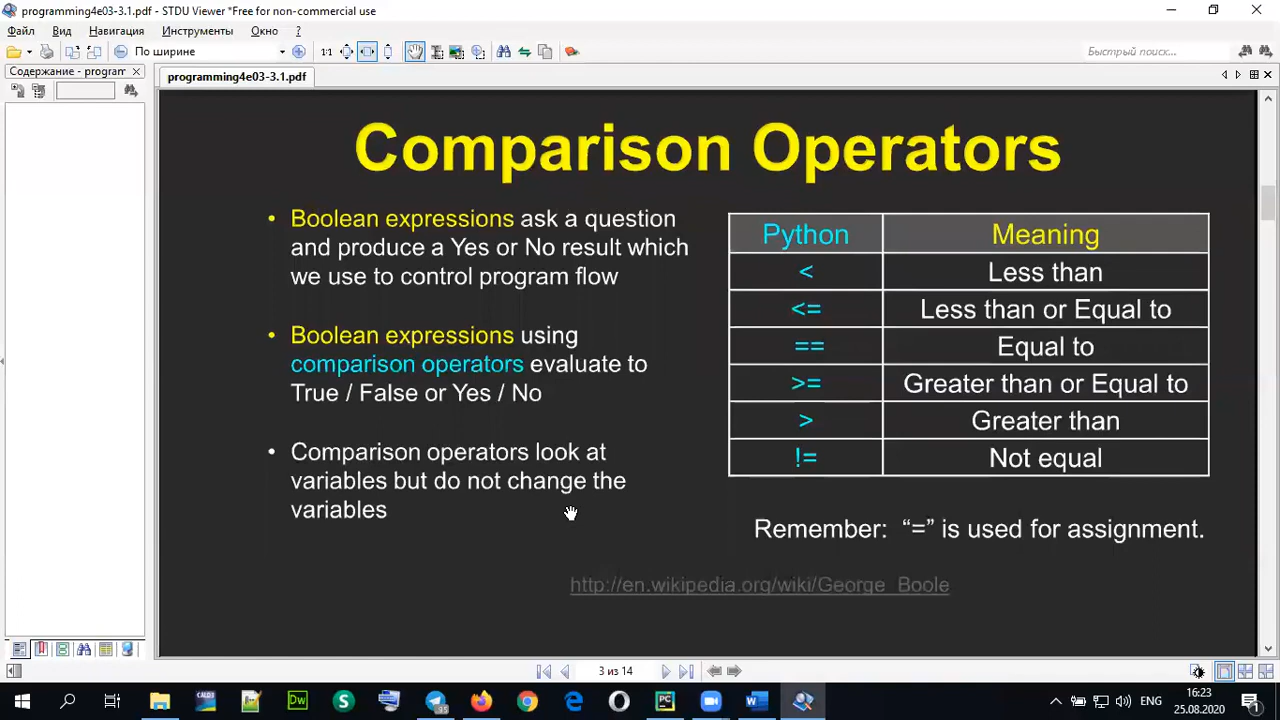 programming4e03-3.1.pdf - STDU Viewer "Free for non-commercial use
Файл Вид Навигация Инструменты Окно ?
По ширине 1:1 Быстрый поиск...
Содержание - program
programming4e03-3.1.pdf
Comparison Operators
• Boolean expressions ask a question
and produce a Yes or No result which
we use to control program flow
• Boolean expressions using
comparison operators evaluate to
True / False or Yes / No
• Comparison operators look at
variables but do not change the
variables
Python Meaning
< Less than
<= Less than or Equal to
== Equal to
>= Greater than or Equal to
> Greater than
!= Not equal
Remember: “=” is used for assignment.
http://en.wikipedia.org/wiki/George_Boole
3 из 14
ENG
16:23
25.08.2020